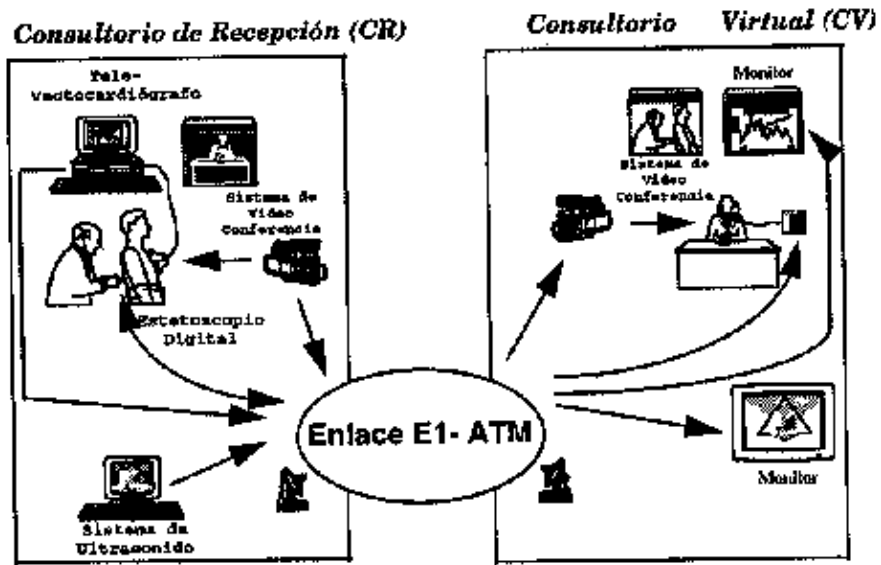 Consultorio de Recepción (CR)
Consultorio Virtual (CV)
Tele-
vectocardiógrafo
Sistema de
Video
Conferencia
Estetoscopio
Digital
Sistema de
Ultrasonido
Enlace E1- ATM
Monitor
Sistema de
Video
Conferencia
Monitor